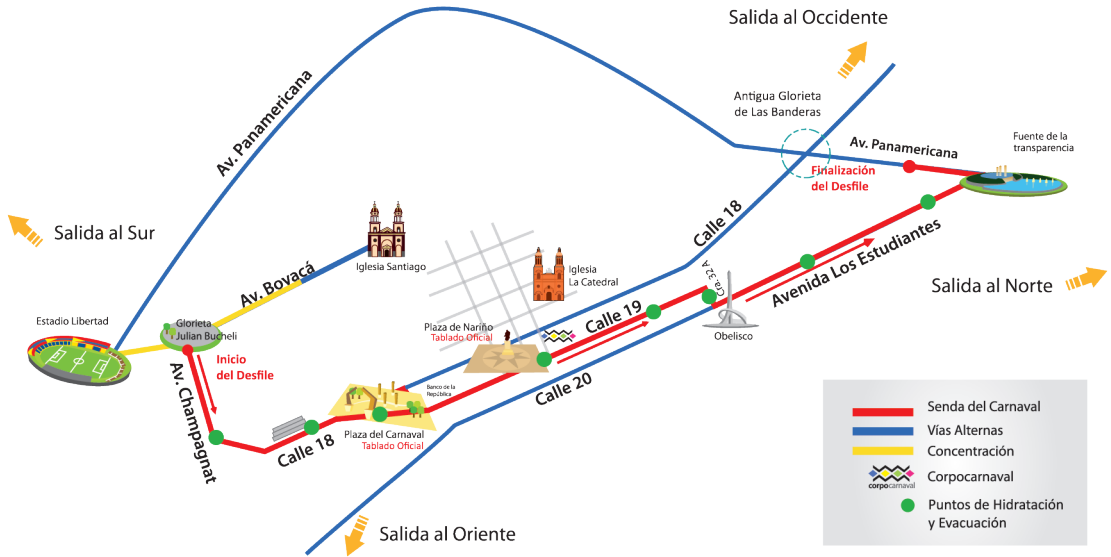 Salida al Occidente
Av. Panamericana
Antigua Glorieta
de Las Banderas
Av. Panamericana
Fuente de la
transparencia
Finalización
del Desfile
Salida al Sur
Iglesia Santiago
Calle 18
Av. Boyacá
Iglesia
La Catedral
Cra. 32 A
Avenida Los Estudiantes
Salida al Norte
Estadio Libertad
Glorieta
Julian Bucheli
Plaza de Nariño
Tablado Oficial
Calle 19
Obelisco
Inicio
del Desfile
Av. Champagnat
Banco de la
República
Calle 20
Calle 18
Plaza del Carnaval
Tablado Oficial
Salida al Oriente
Senda del Carnaval
Vías Alternas
Concentración
corpocarnaval
Corpocarnaval
Puntos de Hidratación
y Evacuación